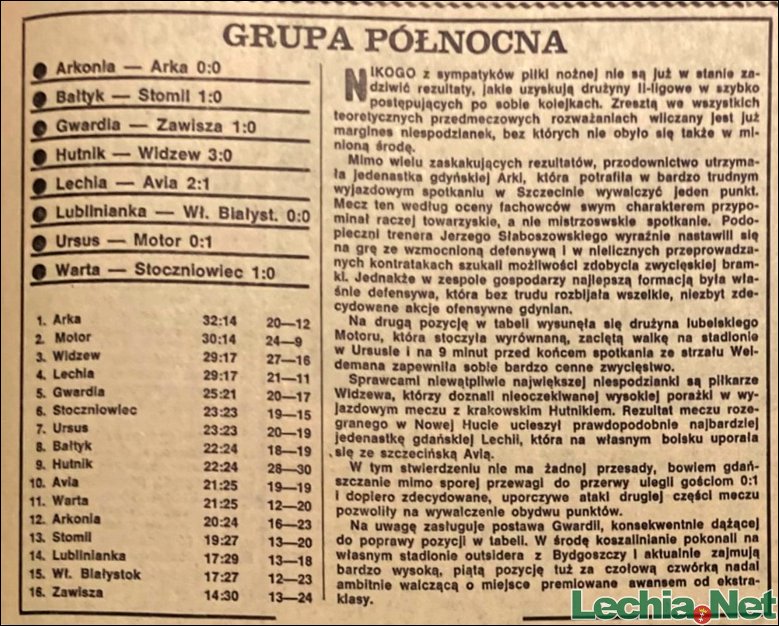 GRUPA PÓŁNOCNA
Arkonia — Arka 0:0
Bałtyk — Stomil 1:0
Gwardia — Zawisza 1:0
Hutnik — Widzew 3:0
Lechia — Avia 2:1
Lublinianka — Wł. Białyst. 0:0
Ursus — Motor 0:1
Warta — Stoczniowiec 1:0
1. Arka 32:14 20—12
2. Motor 30:14 24—9
3. Widzew 29:17 27—16
4. Lechia 29:17 21—11
5. Gwardia 25:21 20—17
6. Stoczniowiec 23:23 19—15
7. Ursus 23:23 20—19
8. Bałtyk 22:24 18—19
9. Hutnik 22:24 28—30
10. Avia 21:25 19—19
11. Warta 21:25 12—20
12. Arkonia 20:24 16—23
13. Stomil 19:27 13—20
14. Lublinianka 17:29 13—18
15. Wł. Białystok 17:27 12—23
16. Zawisza 14:30 13—24
NIKOGO z sympatyków piłki nożnej nie są już w stanie za-
dziwić rezultaty, jakie uzyskują drużyny II-ligowe w szybko
postępujących po sobie kolejkach. Zresztą we wszystkich
teoretycznych przedmeczowych rozważaniach wliczany jest już
margines niespodzianek, bez których nie obyło się także w mi-
nioną środę.
Mimo wielu zaskakujących rezultatów, przodownictwo utrzyma-
ła jedenastka gdyńskiej Arki, która potrafiła w bardzo trudnym
wyjazdowym spotkaniu w Szczecinie wywalczyć jeden punkt.
Mecz ten według oceny fachowców swym charakterem przypo-
minał raczej towarzyskie, a nie mistrzowskie spotkanie. Podo-
pieczni trenera Jerzego Słaboszowskiego wyraźnie nastawili się
na grę ze wzmocnioną defensywą i w nielicznych przeprowadza-
nych kontratakach szukali możliwości zdobycia zwycięskiej bram-
ki. Jednakże w zespole gospodarzy najlepszą formacją była wła-
śnie defensywa, która bez trudu rozbijała wszelkie, niezbyt zde-
cydowane akcje ofensywne gdynian.
Na drugą pozycję w tabeli wysunęła się drużyna lubelskiego
Motoru, która stoczyła wyrównaną, zaciętą walkę na stadionie
w Ursusie i na 9 minut przed końcem spotkania ze strzału Wei-
demana zapewniła sobie bardzo cenne zwycięstwo.
Sprawcami niewątpliwie największej niespodzianki są piłkarze
Widzewa, którzy doznali nieoczekiwanej wysokiej porażki w wy-
jazdowym meczu z krakowskim Hutnikiem. Rezultat meczu roze-
granego w Nowej Hucie ucieszył prawdopodobnie najbardziej
jedenastkę gdańskiej Lechii, która na własnym boisku uporała
się ze szczecińską Avią.
W tym stwierdzeniu nie ma żadnej przesady, bowiem gdań-
szczanie mimo sporej przewagi do przerwy ulegli gościom 0:1
i dopiero zdecydowane, uporczywe ataki drugiej części meczu
pozwoliły na wywalczenie obydwu punktów.
Na uwagę zasługuje postawa Gwardii, konsekwentnie dążącej
do poprawy pozycji w tabeli. W środę koszalinianie pokonali na
własnym stadionie outsidera z Bydgoszczy i aktualnie zajmują
bardzo wysoką, piątą pozycję tuż za czołową czwórką nadal
ambitnie walczącą o miejsce premiowane awansem do ekstra-
klasy.
Lechia.Net